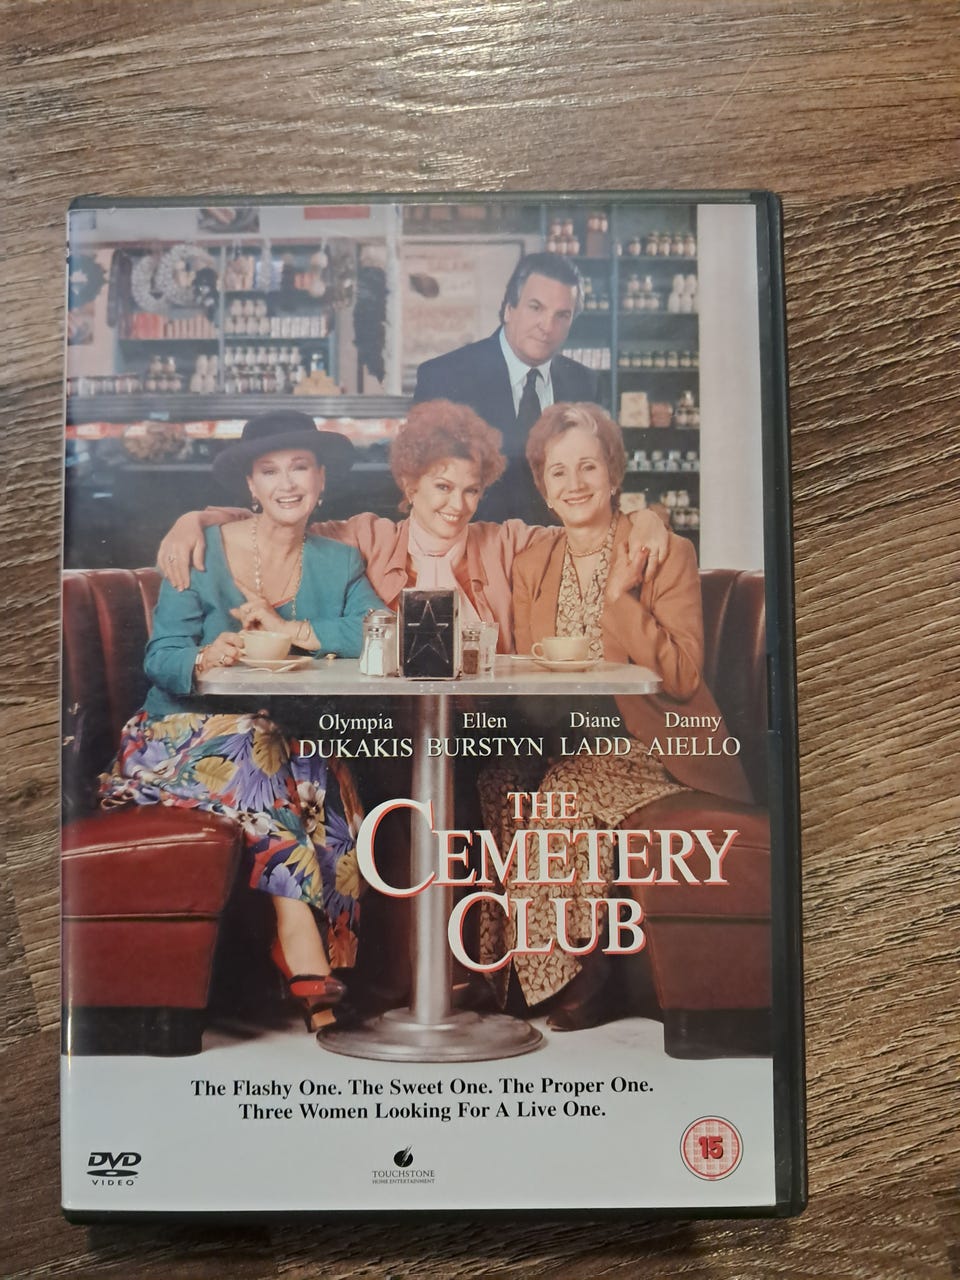 Olympia Ellen Diane Danny
DUKAKIS BURSTYN LADD AIELLO
THE
CEMETERY
CLUB
The Flashy One. The Sweet One. The Proper One.
Three Women Looking For A Live One.
DVD
VIDEO
TOUCHSTONE
HOME ENTERTAINMENT
15